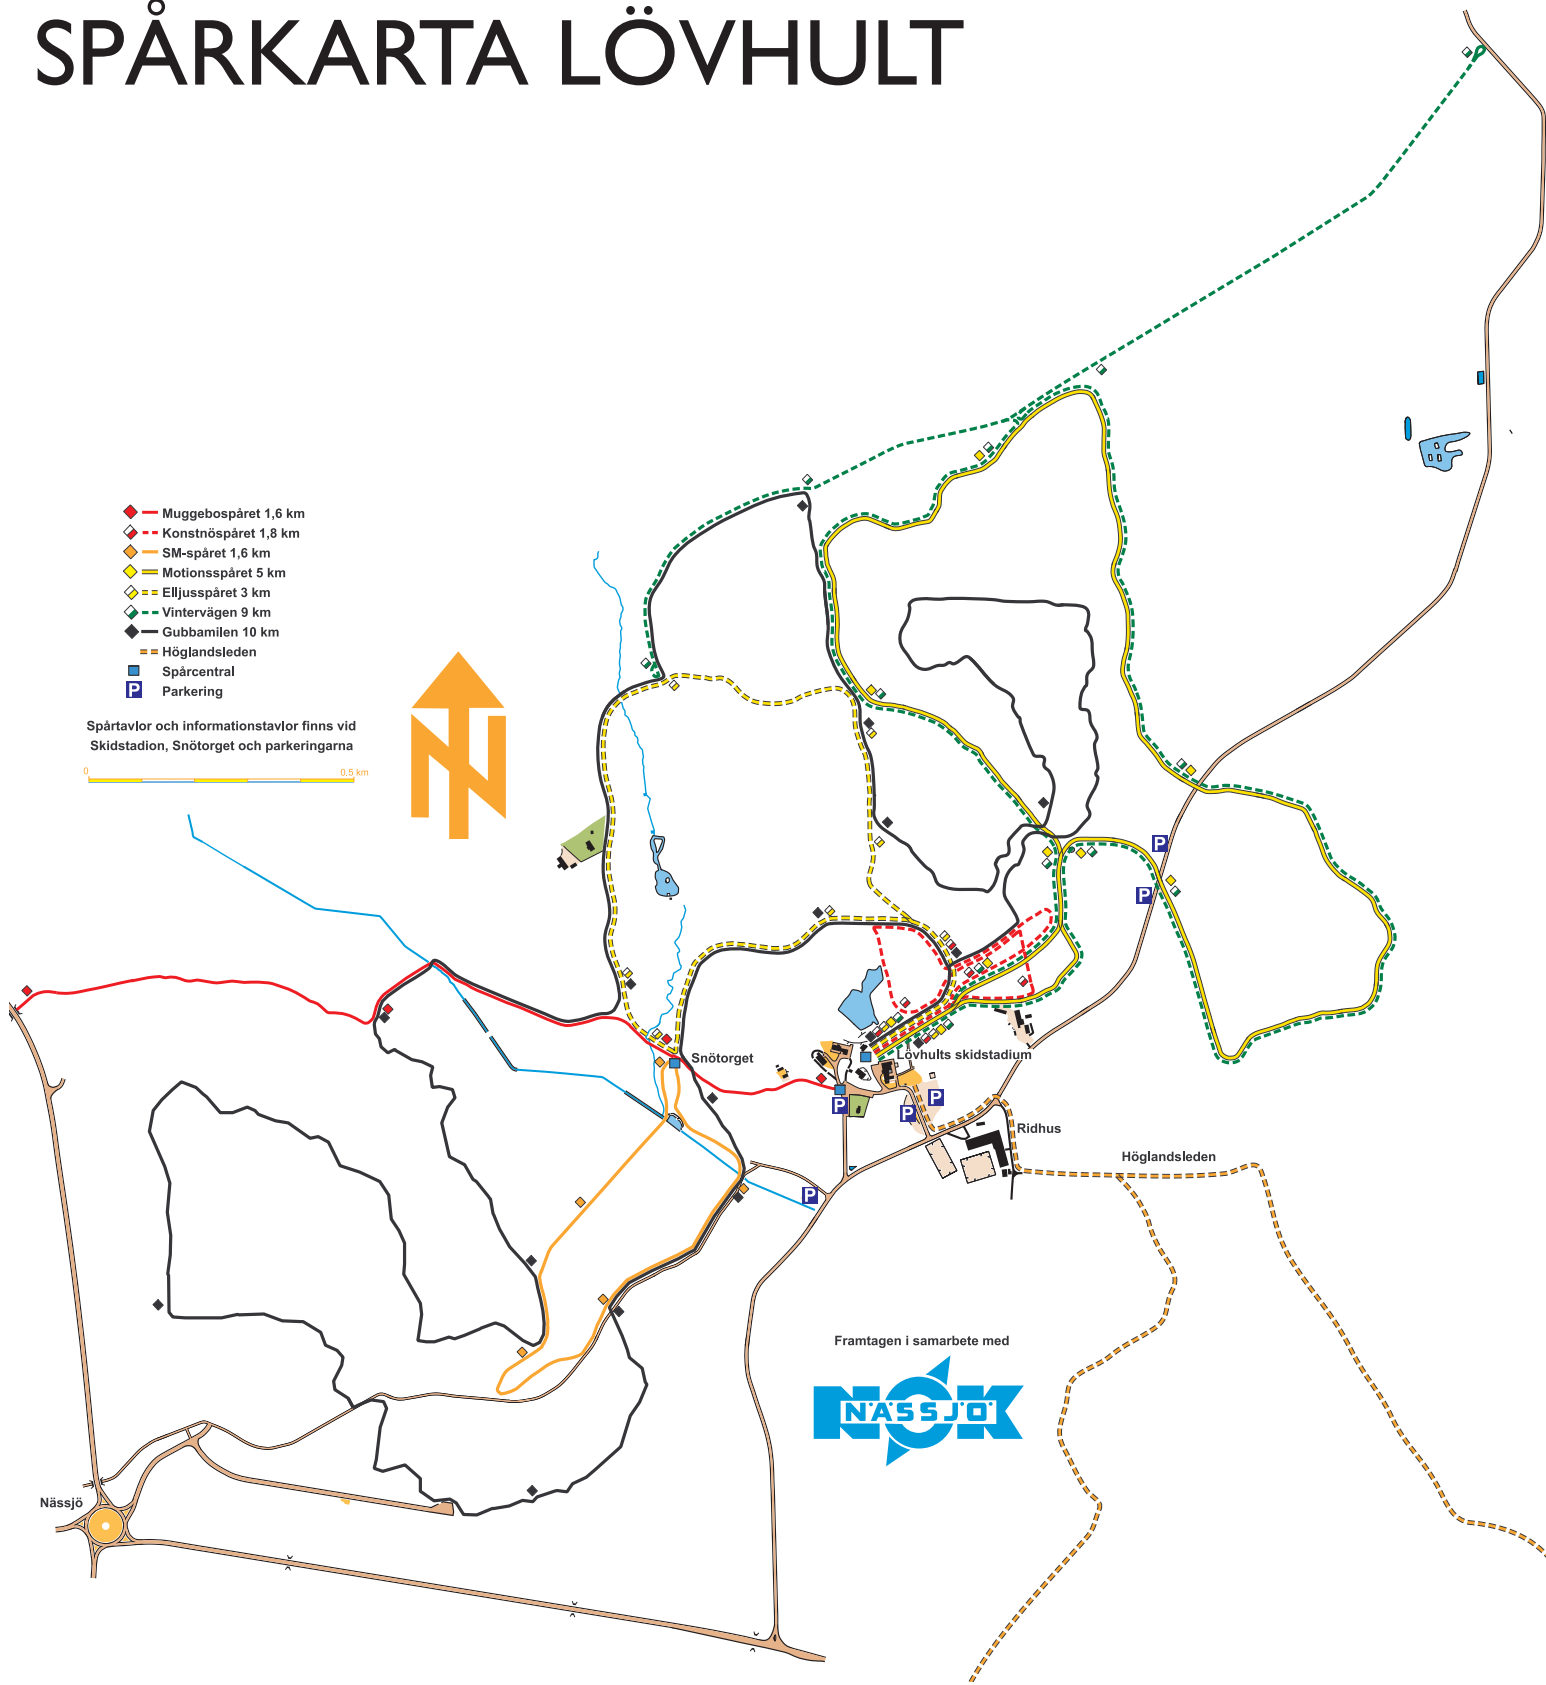 SPÅRKARTA LÖVHULT
Muggebospåret 1,6 km
Konstnöspåret 1,8 km
SM-spåret 1,6 km
Motionsspåret 5 km
Elljusspåret 3 km
Vintervägen 9 km
Gubbamilen 10 km
Höglandsleden
Spårcentral
P Parkering
Spårtavlor och informationstavlor finns vid
Skidstadion, Snötorget och parkeringarna
0 0,5 km
P
P
Snötorget
Lövhults skidstadium
P
P
P
Ridhus
Höglandsleden
P
Framtagen i samarbete med
NOK
NÄSSJÖ
Nässjö